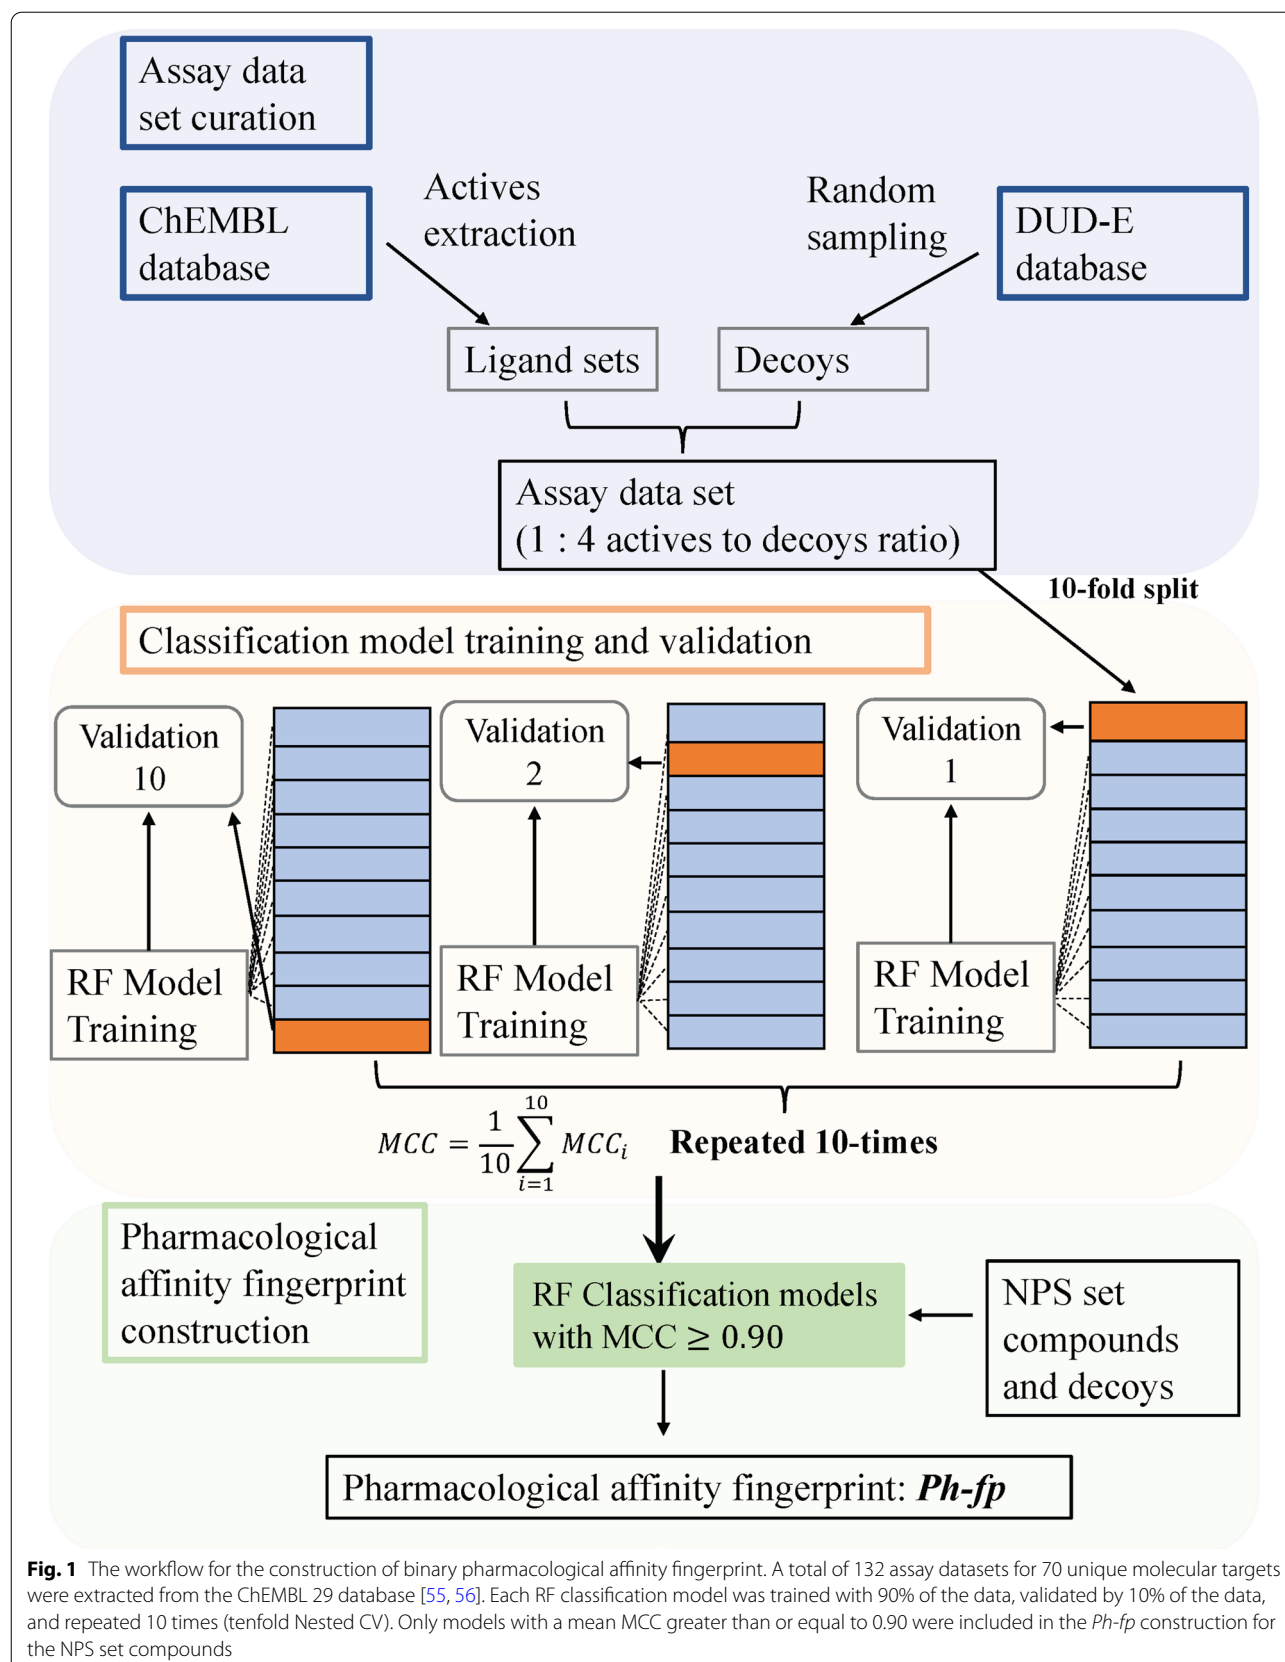 Assay data
set curation
ChEMBL
database
Actives
extraction
Random
sampling
DUD-E
database
Ligand sets
Decoys
Assay data set
(1 : 4 actives to decoys ratio)
10-fold split
Classification model training and validation
Validation
10
Validation
2
Validation
1
RF Model
Training
RF Model
Training
RF Model
Training
MCC = 1/10 ∑_{i=1}^{10} MCC_i
Repeated 10-times
Pharmacological
affinity fingerprint
construction
RF Classification models
with MCC ≥ 0.90
NPS set
compounds
and decoys
Pharmacological affinity fingerprint: Ph-fp
Fig. 1 The workflow for the construction of binary pharmacological affinity fingerprint. A total of 132 assay datasets for 70 unique molecular targets
were extracted from the ChEMBL 29 database [55, 56]. Each RF classification model was trained with 90% of the data, validated by 10% of the data,
and repeated 10 times (tenfold Nested CV). Only models with a mean MCC greater than or equal to 0.90 were included in the Ph-fp construction for
the NPS set compounds